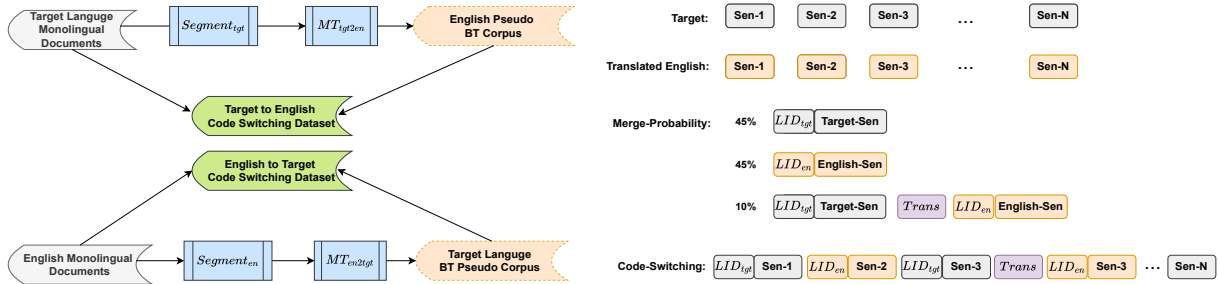 Target Languge
Monolingual
Documents
Segment_tgt
MT_tgt2en
English Pseudo
BT Corpus
Target to English
Code Switching Dataset
English to Target
Code Switching Dataset
English Monolingual
Documents
Segment_en
MT_en2tgt
Target Languge
BT Pseudo Corpus
Target: Sen-1 Sen-2 Sen-3 ... Sen-N
Translated English: Sen-1 Sen-2 Sen-3 ... Sen-N
Merge-Probability: 45% LID_tgt Target-Sen
45% LID_en English-Sen
10% LID_tgt Target-Sen Trans LID_en English-Sen
Code-Switching: LID_tgt Sen-1 LID_en Sen-2 LID_tgt Sen-3 Trans LID_en Sen-3 ... Sen-N